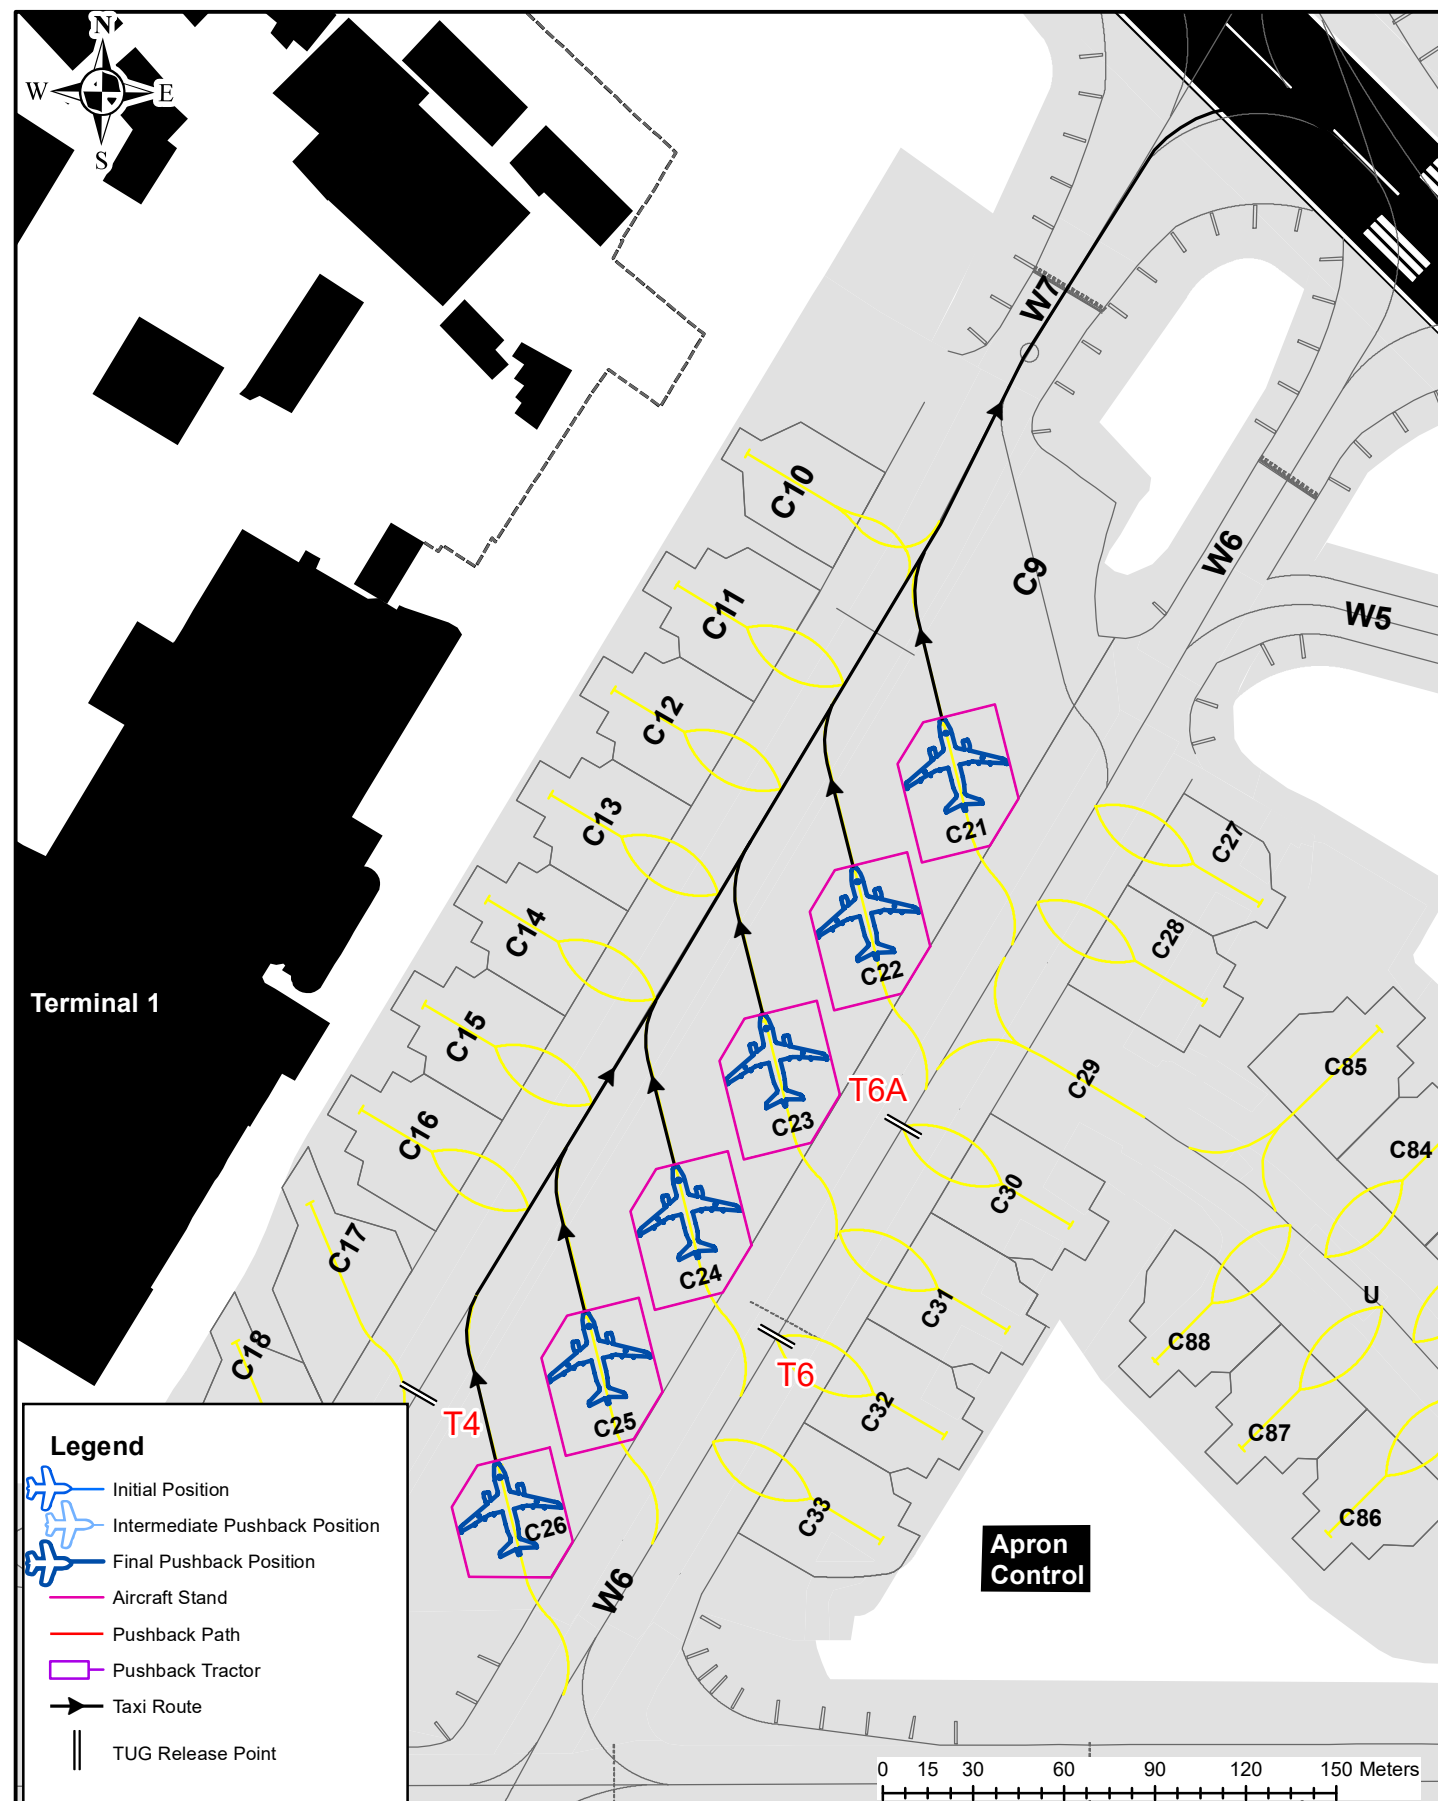 N
W
E
S
W7
C10
C9
W6
W5
C11
C12
C13
C21
C27
C14
C22
C28
Terminal 1
C15
C23
T6A
C29
C85
C16
C84
C30
C17
C24
C31
U
C18
C88
T6
T4
C25
C32
C87
C26
C33
C86
W6
Apron
Control
Legend
Initial Position
Intermediate Pushback Position
Final Pushback Position
Aircraft Stand
Pushback Path
Pushback Tractor
Taxi Route
TUG Release Point
0 15 30 60 90 120 150 Meters